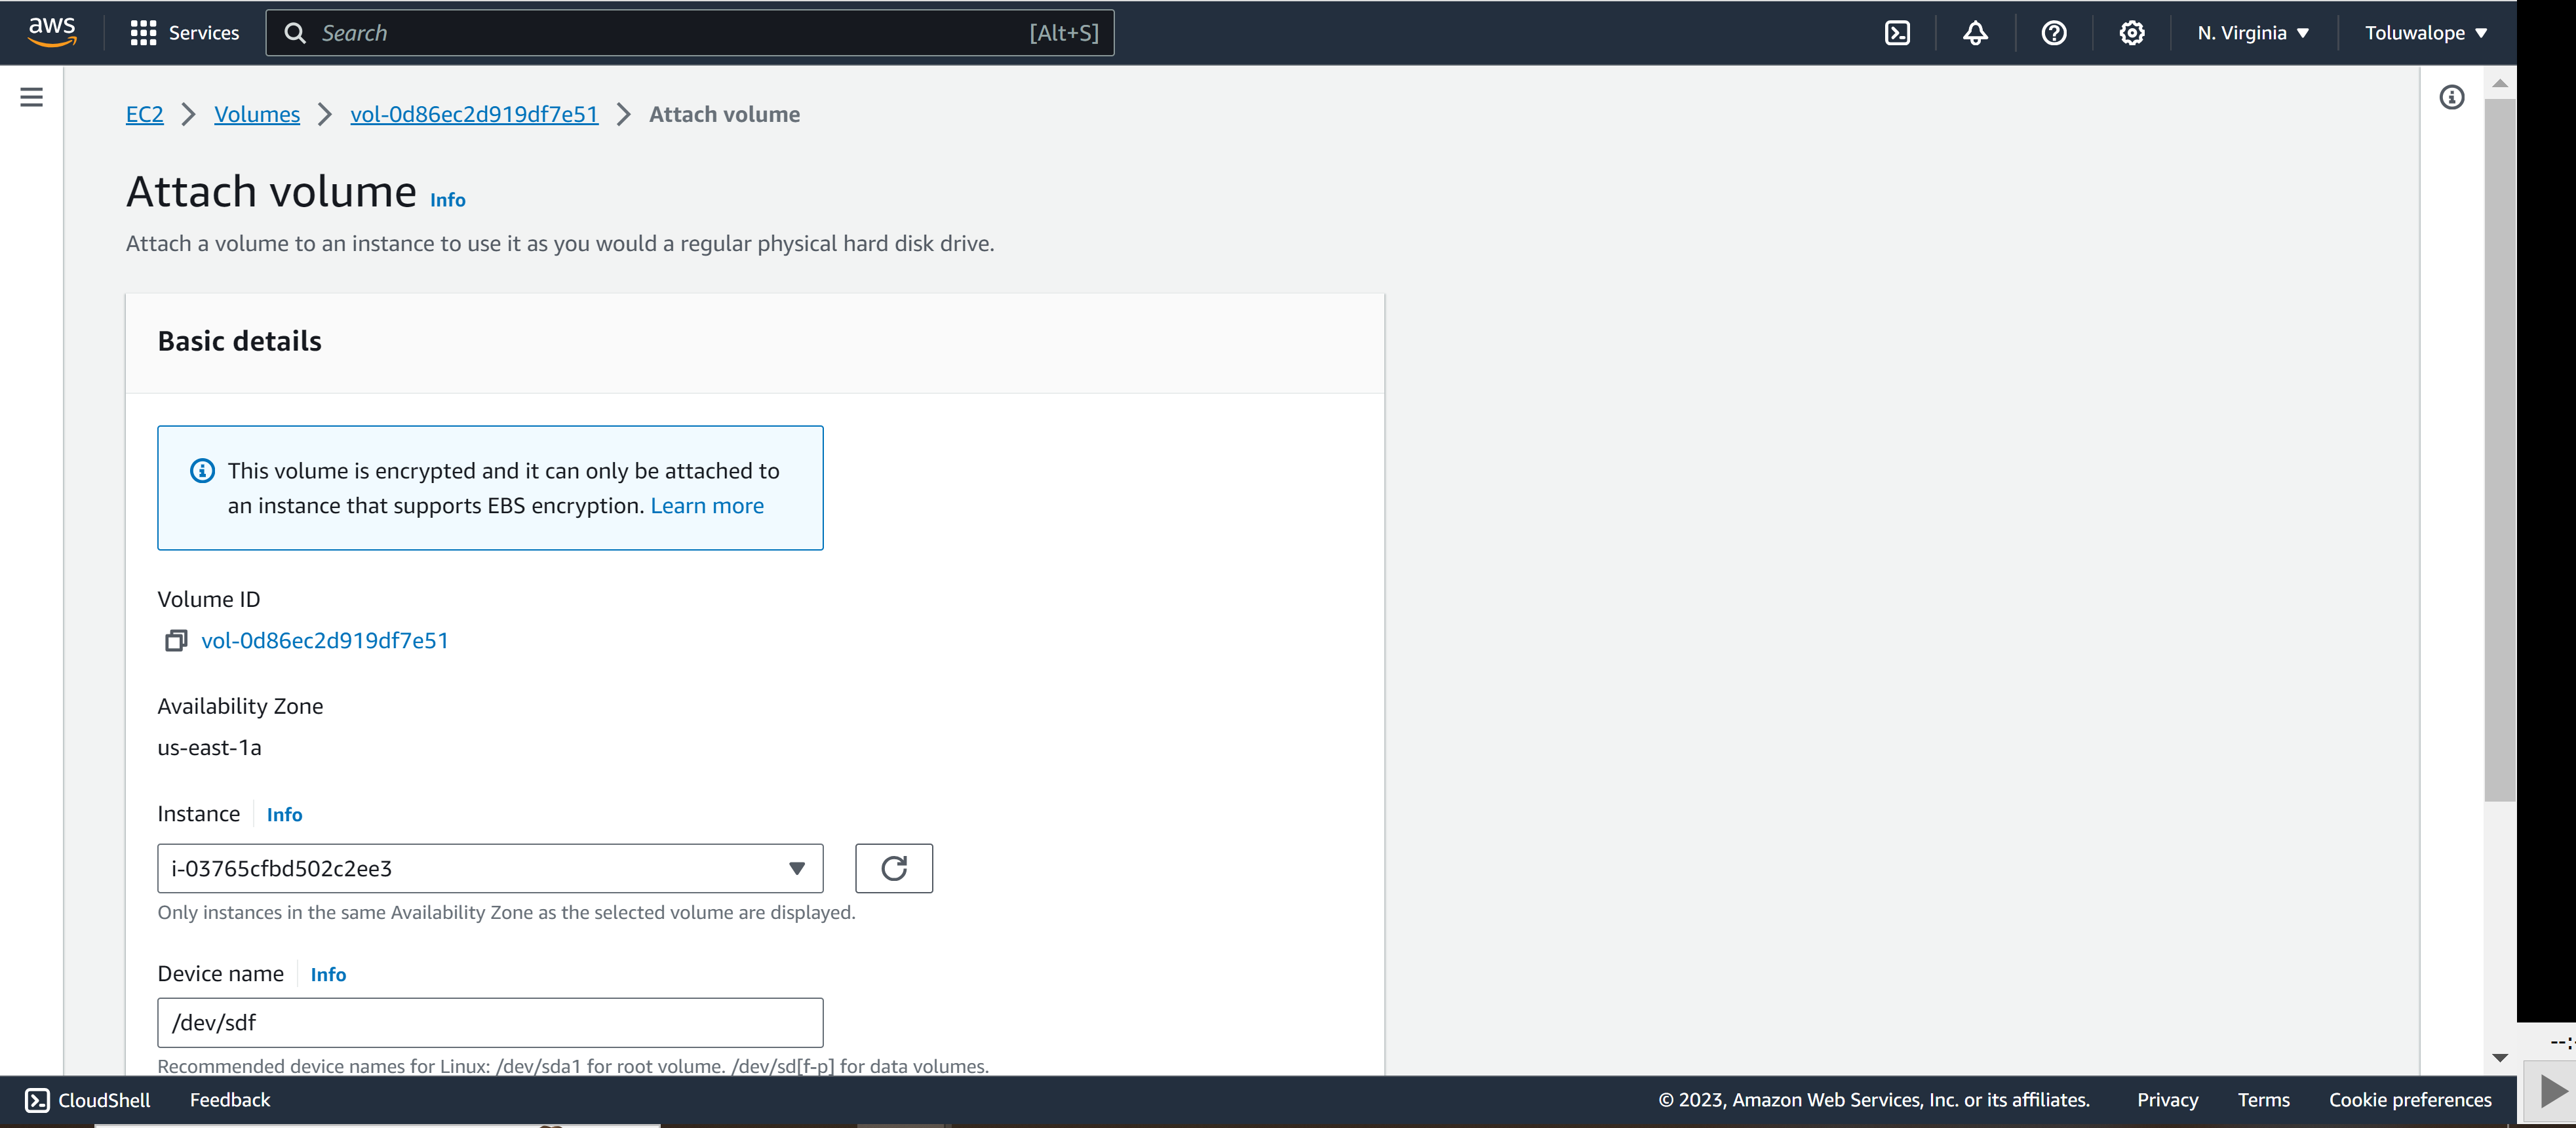 aws
Services
Search
[Alt+S]
N. Virginia
Toluwalope
EC2
Volumes
vol-0d86ec2d919df7e51
Attach volume
Attach volume Info
Attach a volume to an instance to use it as you would a regular physical hard disk drive.
Basic details
This volume is encrypted and it can only be attached to
an instance that supports EBS encryption. Learn more
Volume ID
vol-0d86ec2d919df7e51
Availability Zone
us-east-1a
Instance Info
i-03765cfbd502c2ee3
Only instances in the same Availability Zone as the selected volume are displayed.
Device name Info
/dev/sdf
Recommended device names for Linux: /dev/sda1 for root volume. /dev/sd[f-p] for data volumes.
--:
CloudShell
Feedback
© 2023, Amazon Web Services, Inc. or its affiliates.
Privacy
Terms
Cookie preferences